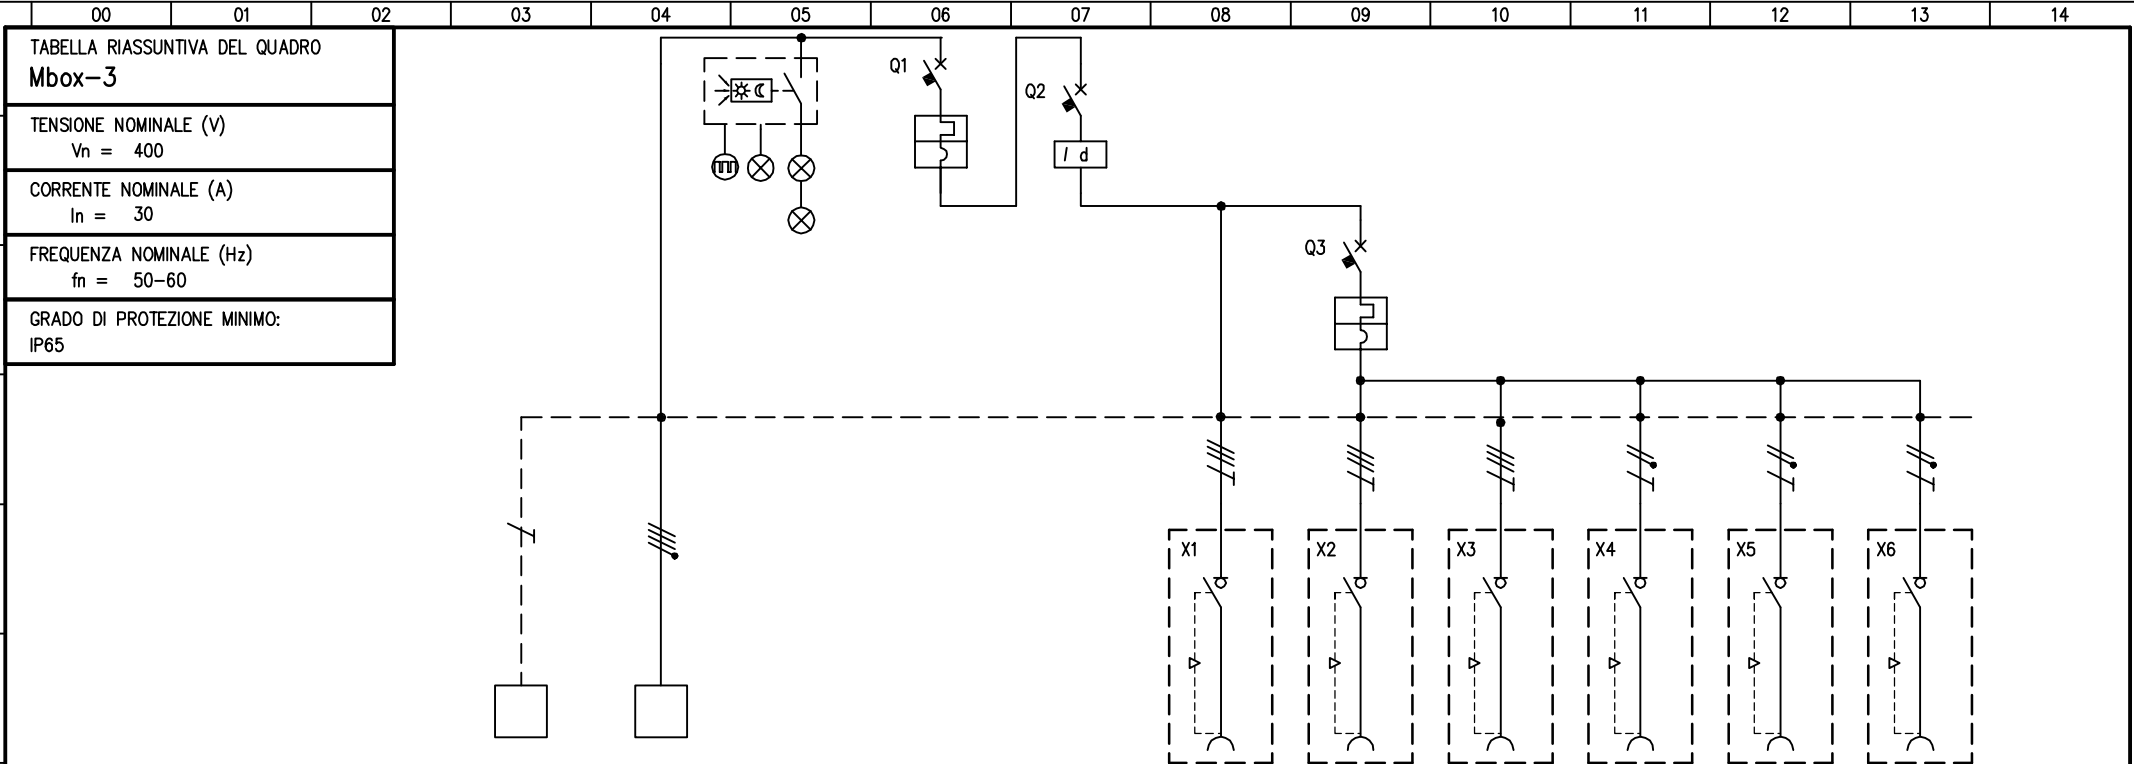 00 01 02 03 04 05 06 07 08 09 10 11 12 13 14
TABELLA RIASSUNTIVA DEL QUADRO
Mbox-3
TENSIONE NOMINALE (V)
Vn = 400
CORRENTE NOMINALE (A)
In = 30
FREQUENZA NOMINALE (Hz)
fn = 50-60
GRADO DI PROTEZIONE MINIMO:
IP65
Q1
Q2
I d
Q3
X1 X2 X3 X4 X5 X6